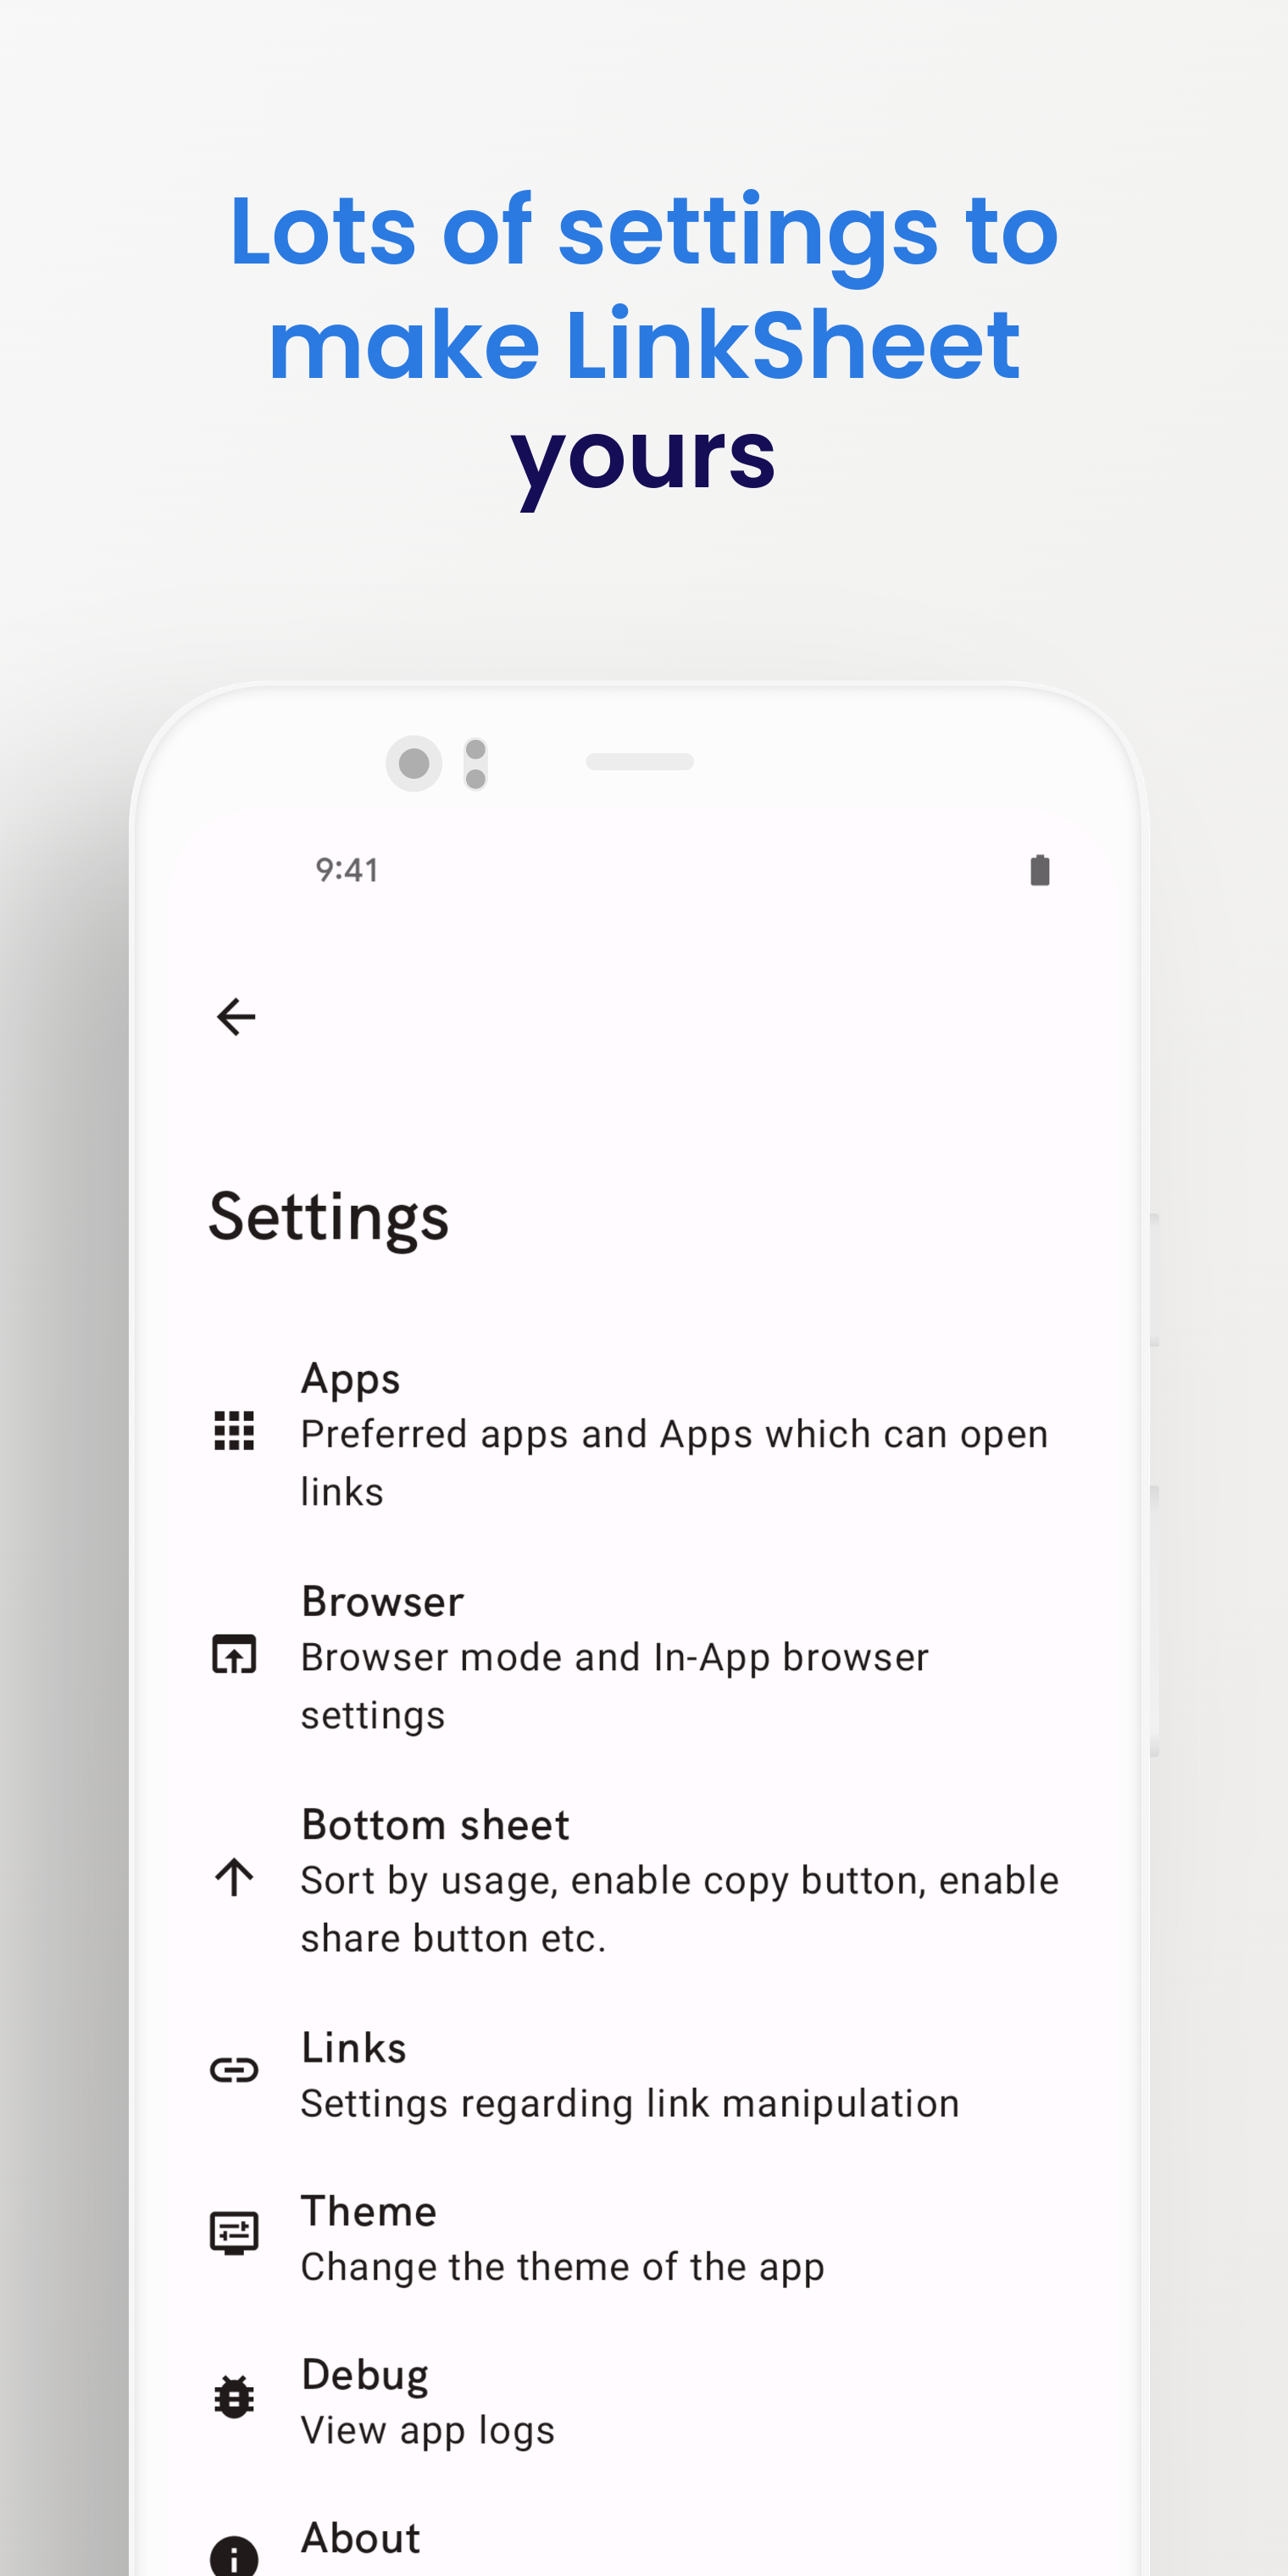 Lots of settings to
make LinkSheet
yours
9:41
Settings
Apps
Preferred apps and Apps which can open
links
Browser
Browser mode and In-App browser
settings
Bottom sheet
Sort by usage, enable copy button, enable
share button etc.
Links
Settings regarding link manipulation
Theme
Change the theme of the app
Debug
View app logs
About